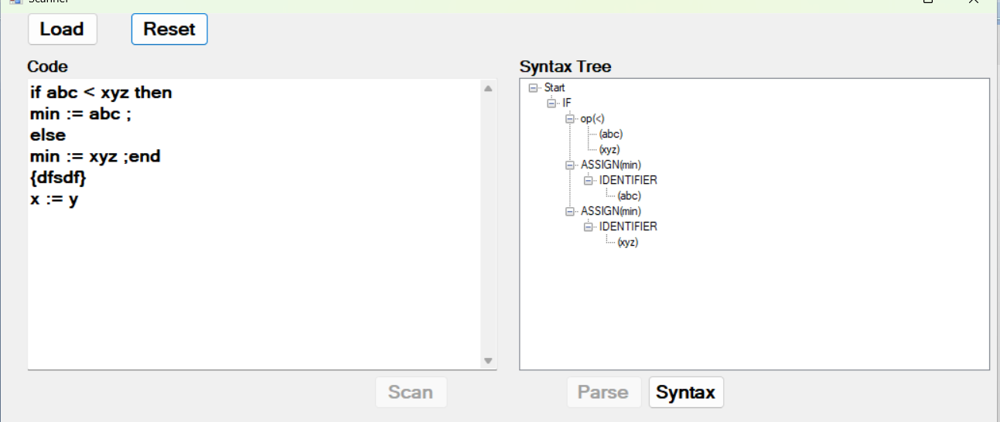 Scanner
Load
Reset
Code
if abc < xyz then
min := abc ;
else
min := xyz ;end
{dfsdf}
x := y
Scan
Syntax Tree
Start
IF
op(<)
(abc)
(xyz)
ASSIGN(min)
IDENTIFIER
(abc)
ASSIGN(min)
IDENTIFIER
(xyz)
Parse
Syntax